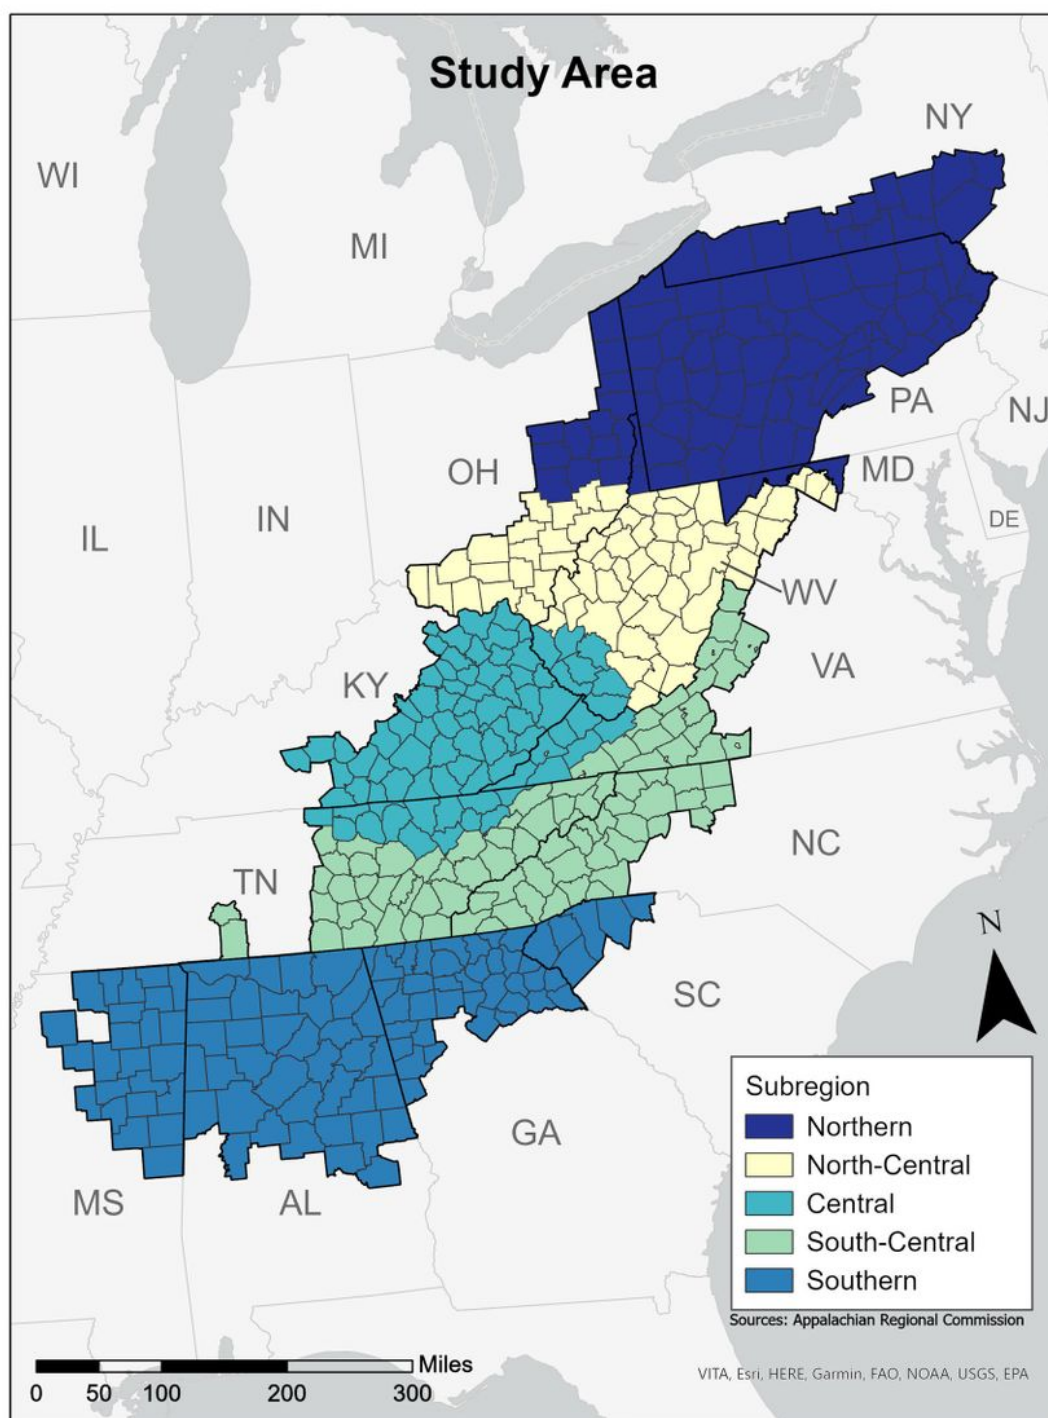 Study Area
NY
WI
MI
PA
NJ
OH
MD
IN
IL
DE
WV
VA
KY
NC
TN
N
SC
GA
MS
AL
Subregion
Northern
North-Central
Central
South-Central
Southern
Sources: Appalachian Regional Commission
Miles
0 50 100 200 300
VITA, Esri, HERE, Garmin, FAO, NOAA, USGS, EPA